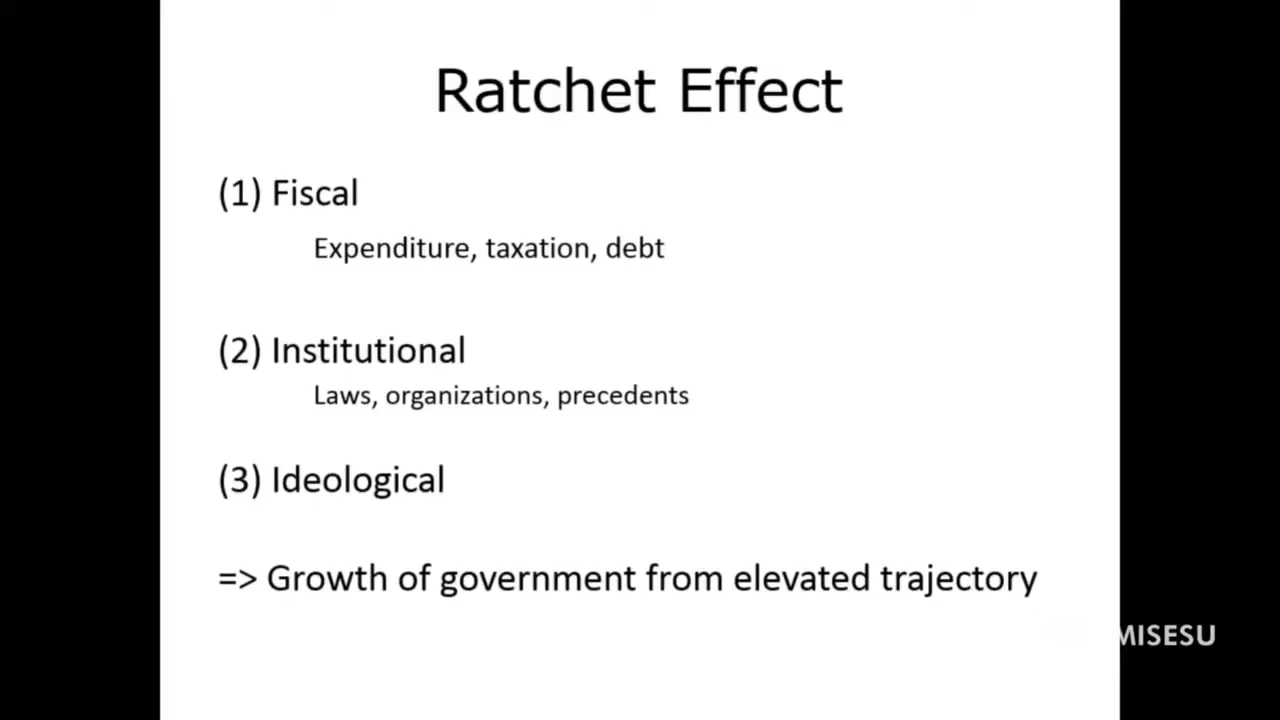 Ratchet Effect
(1) Fiscal
Expenditure, taxation, debt
(2) Institutional
Laws, organizations, precedents
(3) Ideological
=> Growth of government from elevated trajectory
MISESU